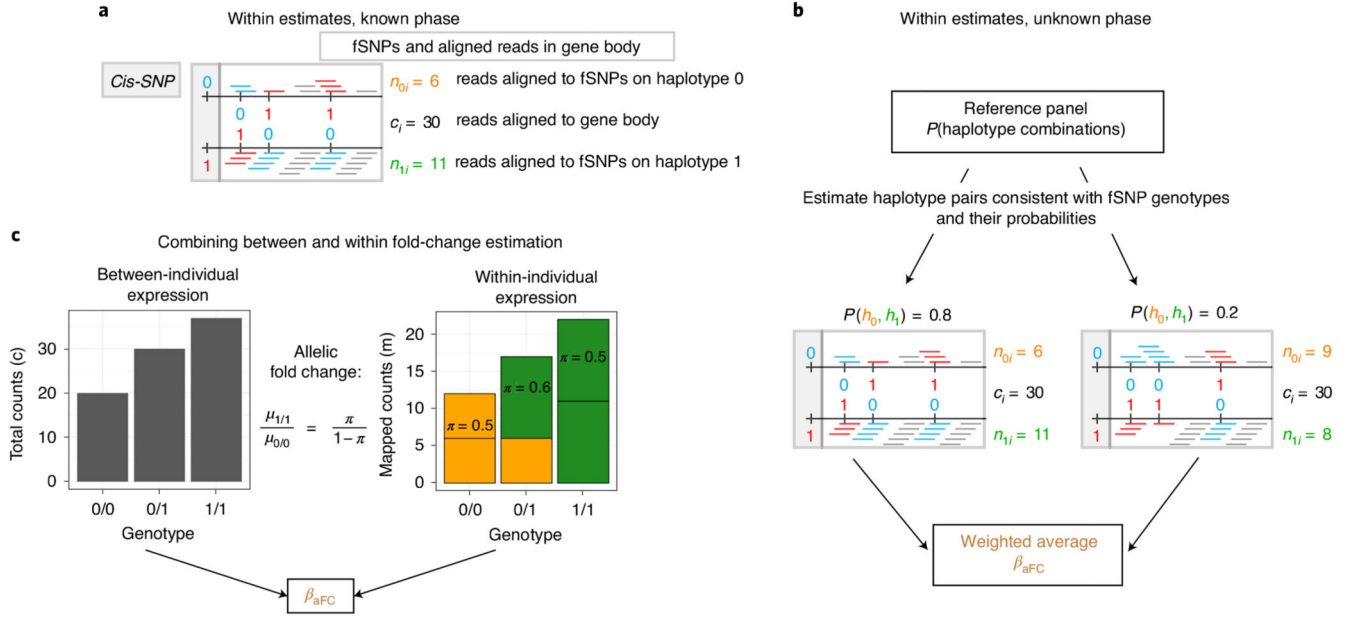 a
Within estimates, known phase
fSNPs and aligned reads in gene body
Cis-SNP
0
n0i = 6 reads aligned to fSNPs on haplotype 0
0 1 1
ci = 30 reads aligned to gene body
1 0 0
1
n1i = 11 reads aligned to fSNPs on haplotype 1
b
Within estimates, unknown phase
Reference panel
P(haplotype combinations)
Estimate haplotype pairs consistent with fSNP genotypes
and their probabilities
P(h0, h1) = 0.8
0
n0i = 6
0 1 1
ci = 30
1 0 0
1
n1i = 11
P(h0, h1) = 0.2
0
n0i = 9
0 0 1
ci = 30
1 1 0
1
n1i = 8
Weighted average
βaFC
c
Combining between and within fold-change estimation
Between-individual
expression
Total counts (c)
30
20
10
0
0/0 0/1 1/1
Genotype
Allelic
fold change:
μ1/1 / μ0/0 = π / 1 − π
Within-individual
expression
Mapped counts (m)
20
15
10
5
0
π = 0.5
π = 0.6
π = 0.5
0/0 0/1 1/1
Genotype
βaFC